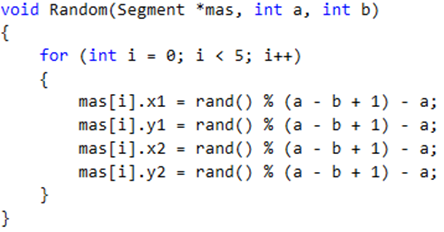 void Random(Segment *mas, int a, int b)
{
    for (int i = 0; i < 5; i++)
    {
        mas[i].x1 = rand() % (a - b + 1) - a;
        mas[i].y1 = rand() % (a - b + 1) - a;
        mas[i].x2 = rand() % (a - b + 1) - a;
        mas[i].y2 = rand() % (a - b + 1) - a;
    }
}